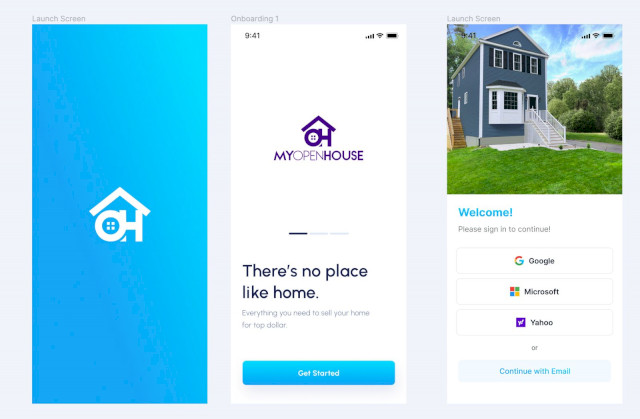 Launch Screen
OH
Onboarding 1
9:41
OH
MYOPENHOUSE
There's no place
like home.
Everything you need to sell your home
for top dollar.
Get Started
Launch Screen
9:41
Welcome!
Please sign in to continue!
Google
Microsoft
Yahoo
or
Continue with Email